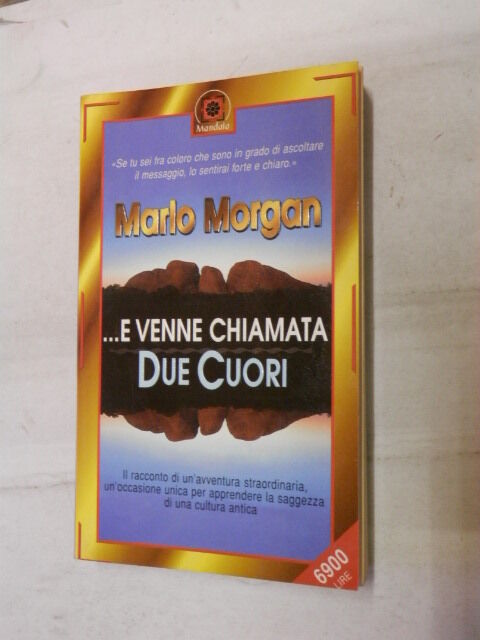 Mandala
«Se tu sei fra coloro che sono in grado di ascoltare
il messaggio, lo sentirai forte e chiaro.»
Marlo Morgan
...E VENNE CHIAMATA
DUE CUORI
Il racconto di un'avventura straordinaria,
un'occasione unica per apprendere la saggezza
di una cultura antica
6900
LIRE